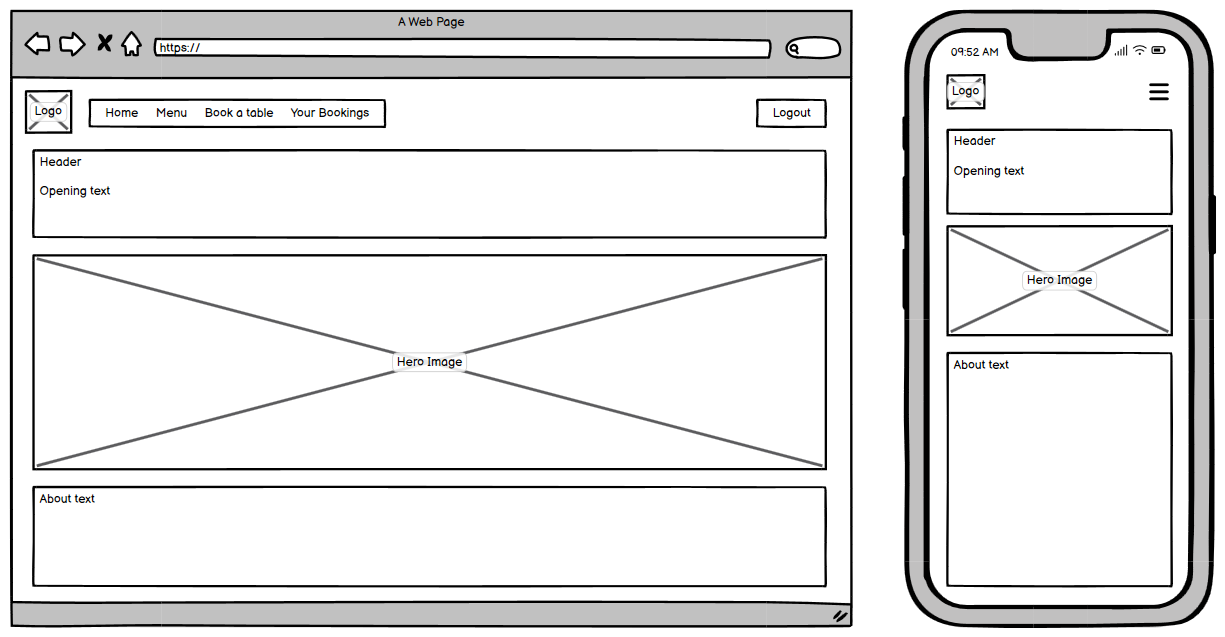 A Web Page
https://
Logo
Home Menu Book a table Your Bookings
Logout
Header
Opening text
Hero Image
About text
09:52 AM
Logo
Header
Opening text
Hero Image
About text